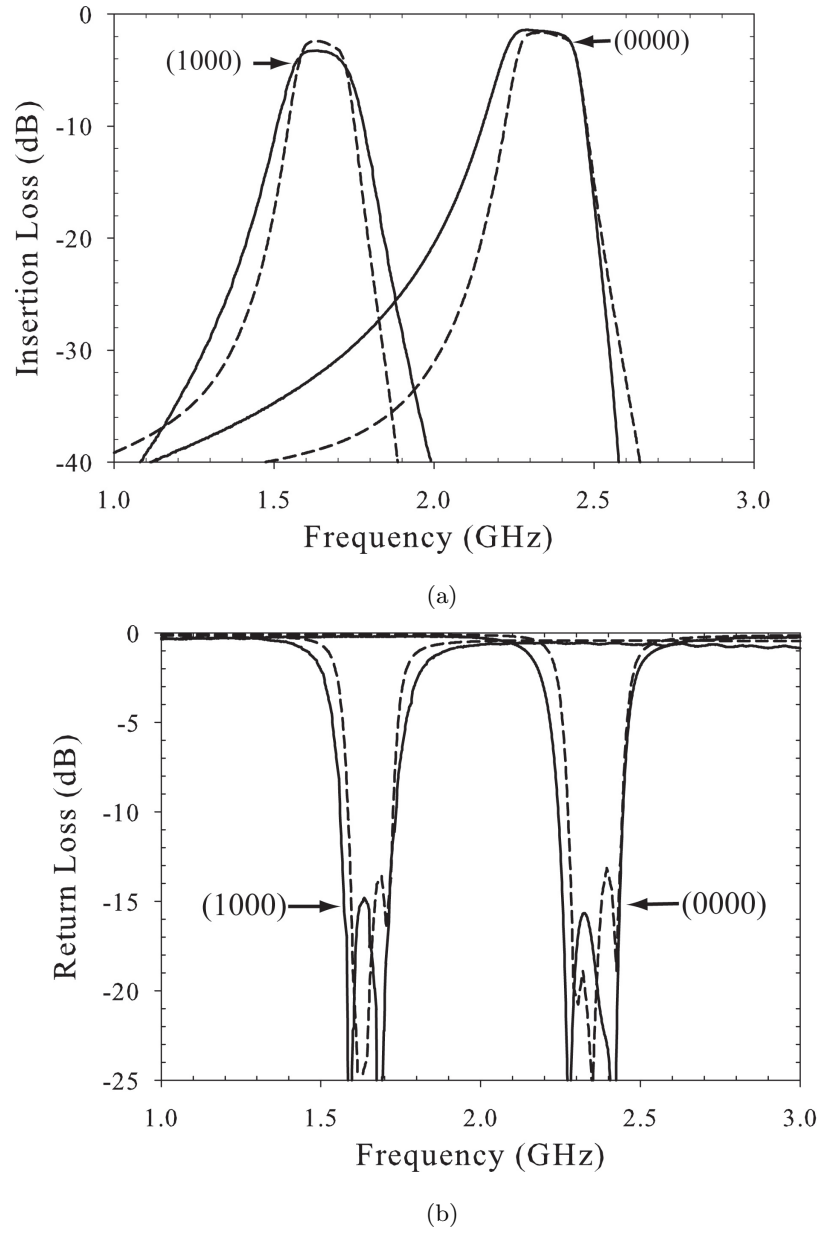 0
-10
-20
-30
-40
Insertion Loss (dB)
(1000)
(0000)
1.0 1.5 2.0 2.5 3.0
Frequency (GHz)
(a)
0
-5
-10
-15
-20
-25
Return Loss (dB)
(1000)
(0000)
1.0 1.5 2.0 2.5 3.0
Frequency (GHz)
(b)